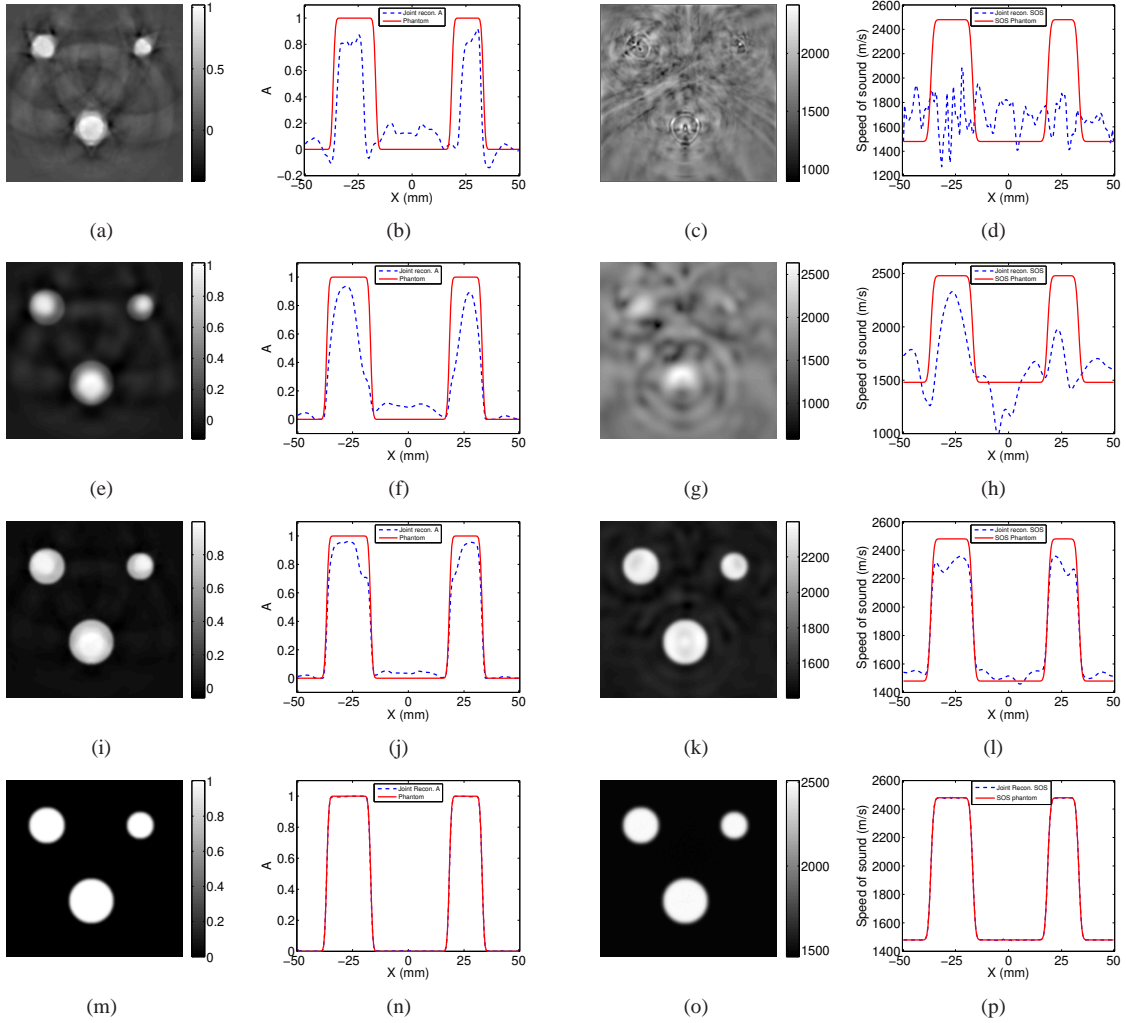 1
0.5
0
1
0.8
0.6
0.4
0.2
0
−0.2
A
−50 −25 0 25 50
X (mm)
Joint recon. A
Phantom
2000
1500
1000
2600
2400
2200
2000
1800
1600
1400
1200
Speed of sound (m/s)
−50 −25 0 25 50
X (mm)
Joint recon. SOS
SOS Phantom
(a) (b) (c) (d)
1
0.8
0.6
0.4
0.2
0
1
0.8
0.6
0.4
0.2
0
A
−50 −25 0 25 50
X (mm)
Joint recon. A
Phantom
2500
2000
1500
1000
2500
2000
1500
1000
Speed of sound (m/s)
−50 −25 0 25 50
X (mm)
Joint recon. SOS
SOS Phantom
(e) (f) (g) (h)
0.8
0.6
0.4
0.2
0
1
0.8
0.6
0.4
0.2
0
A
−50 −25 0 25 50
X (mm)
Joint recon. A
Phantom
2200
2000
1800
1600
2600
2400
2200
2000
1800
1600
1400
Speed of sound (m/s)
−50 −25 0 25 50
X (mm)
Joint recon. SOS
SOS Phantom
(i) (j) (k) (l)
1
0.8
0.6
0.4
0.2
0
1
0.8
0.6
0.4
0.2
0
A
−50 −25 0 25 50
X (mm)
Joint Recon. A
Phantom
2500
2000
1500
2600
2400
2200
2000
1800
1600
1400
Speed of sound (m/s)
−50 −25 0 25 50
X (mm)
Joint Recon. SOS
SOS phantom
(m) (n) (o) (p)